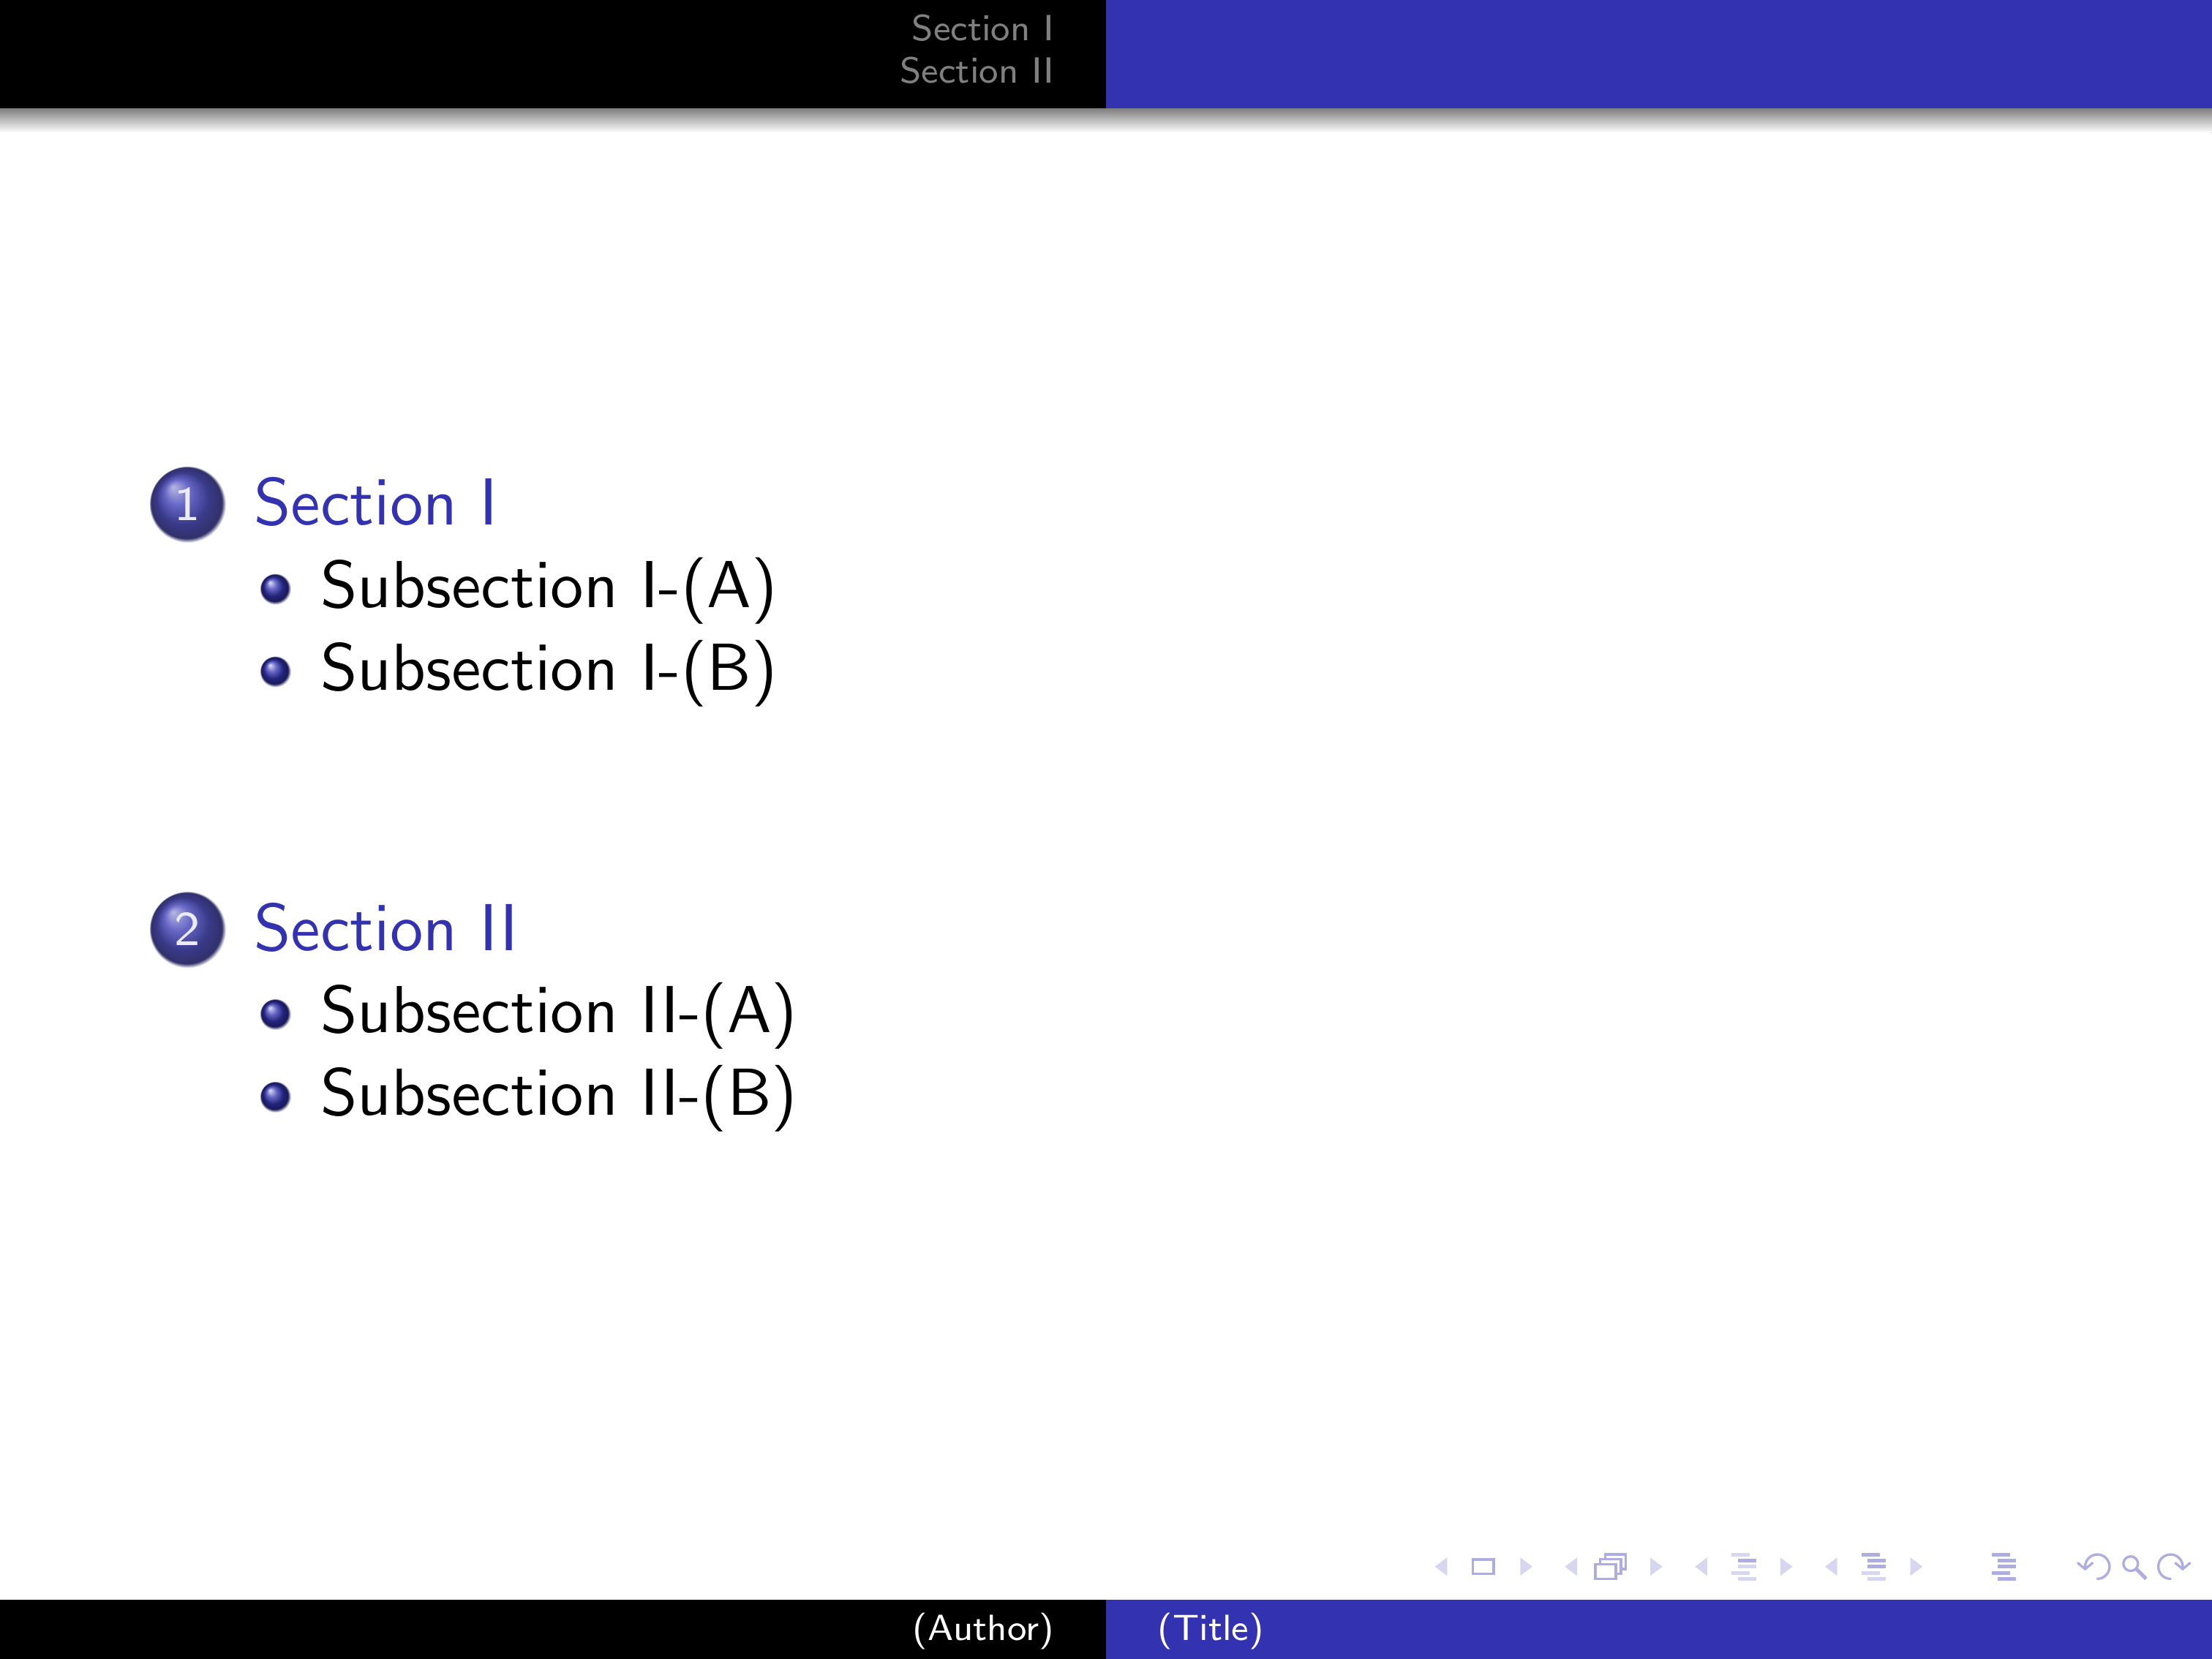 Section I
Section II
1 Section I
Subsection I-(A)
Subsection I-(B)
2 Section II
Subsection II-(A)
Subsection II-(B)
(Author) (Title)